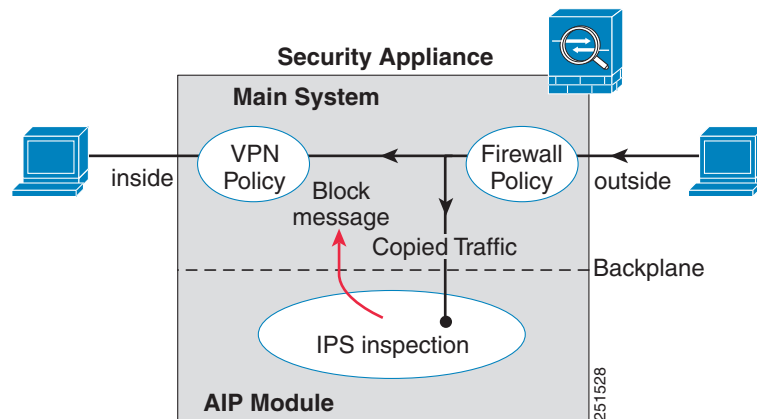 Security Appliance
Main System
VPN
Policy
Firewall
Policy
inside
outside
Block
message
Copied Traffic
Backplane
IPS inspection
AIP Module
251528